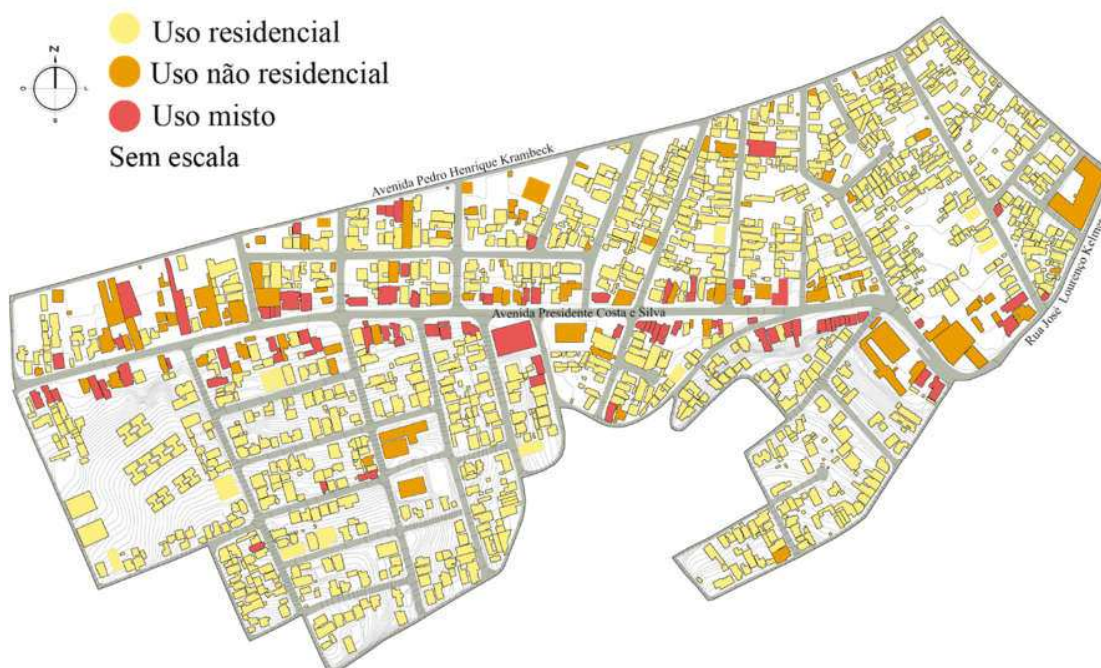 Uso residencial
Uso não residencial
Uso misto
Sem escala
N
O
L
S
Avenida Pedro Henrique Krambeck
Avenida Presidente Costa e Silva
Rua José Lourenço Kelmer